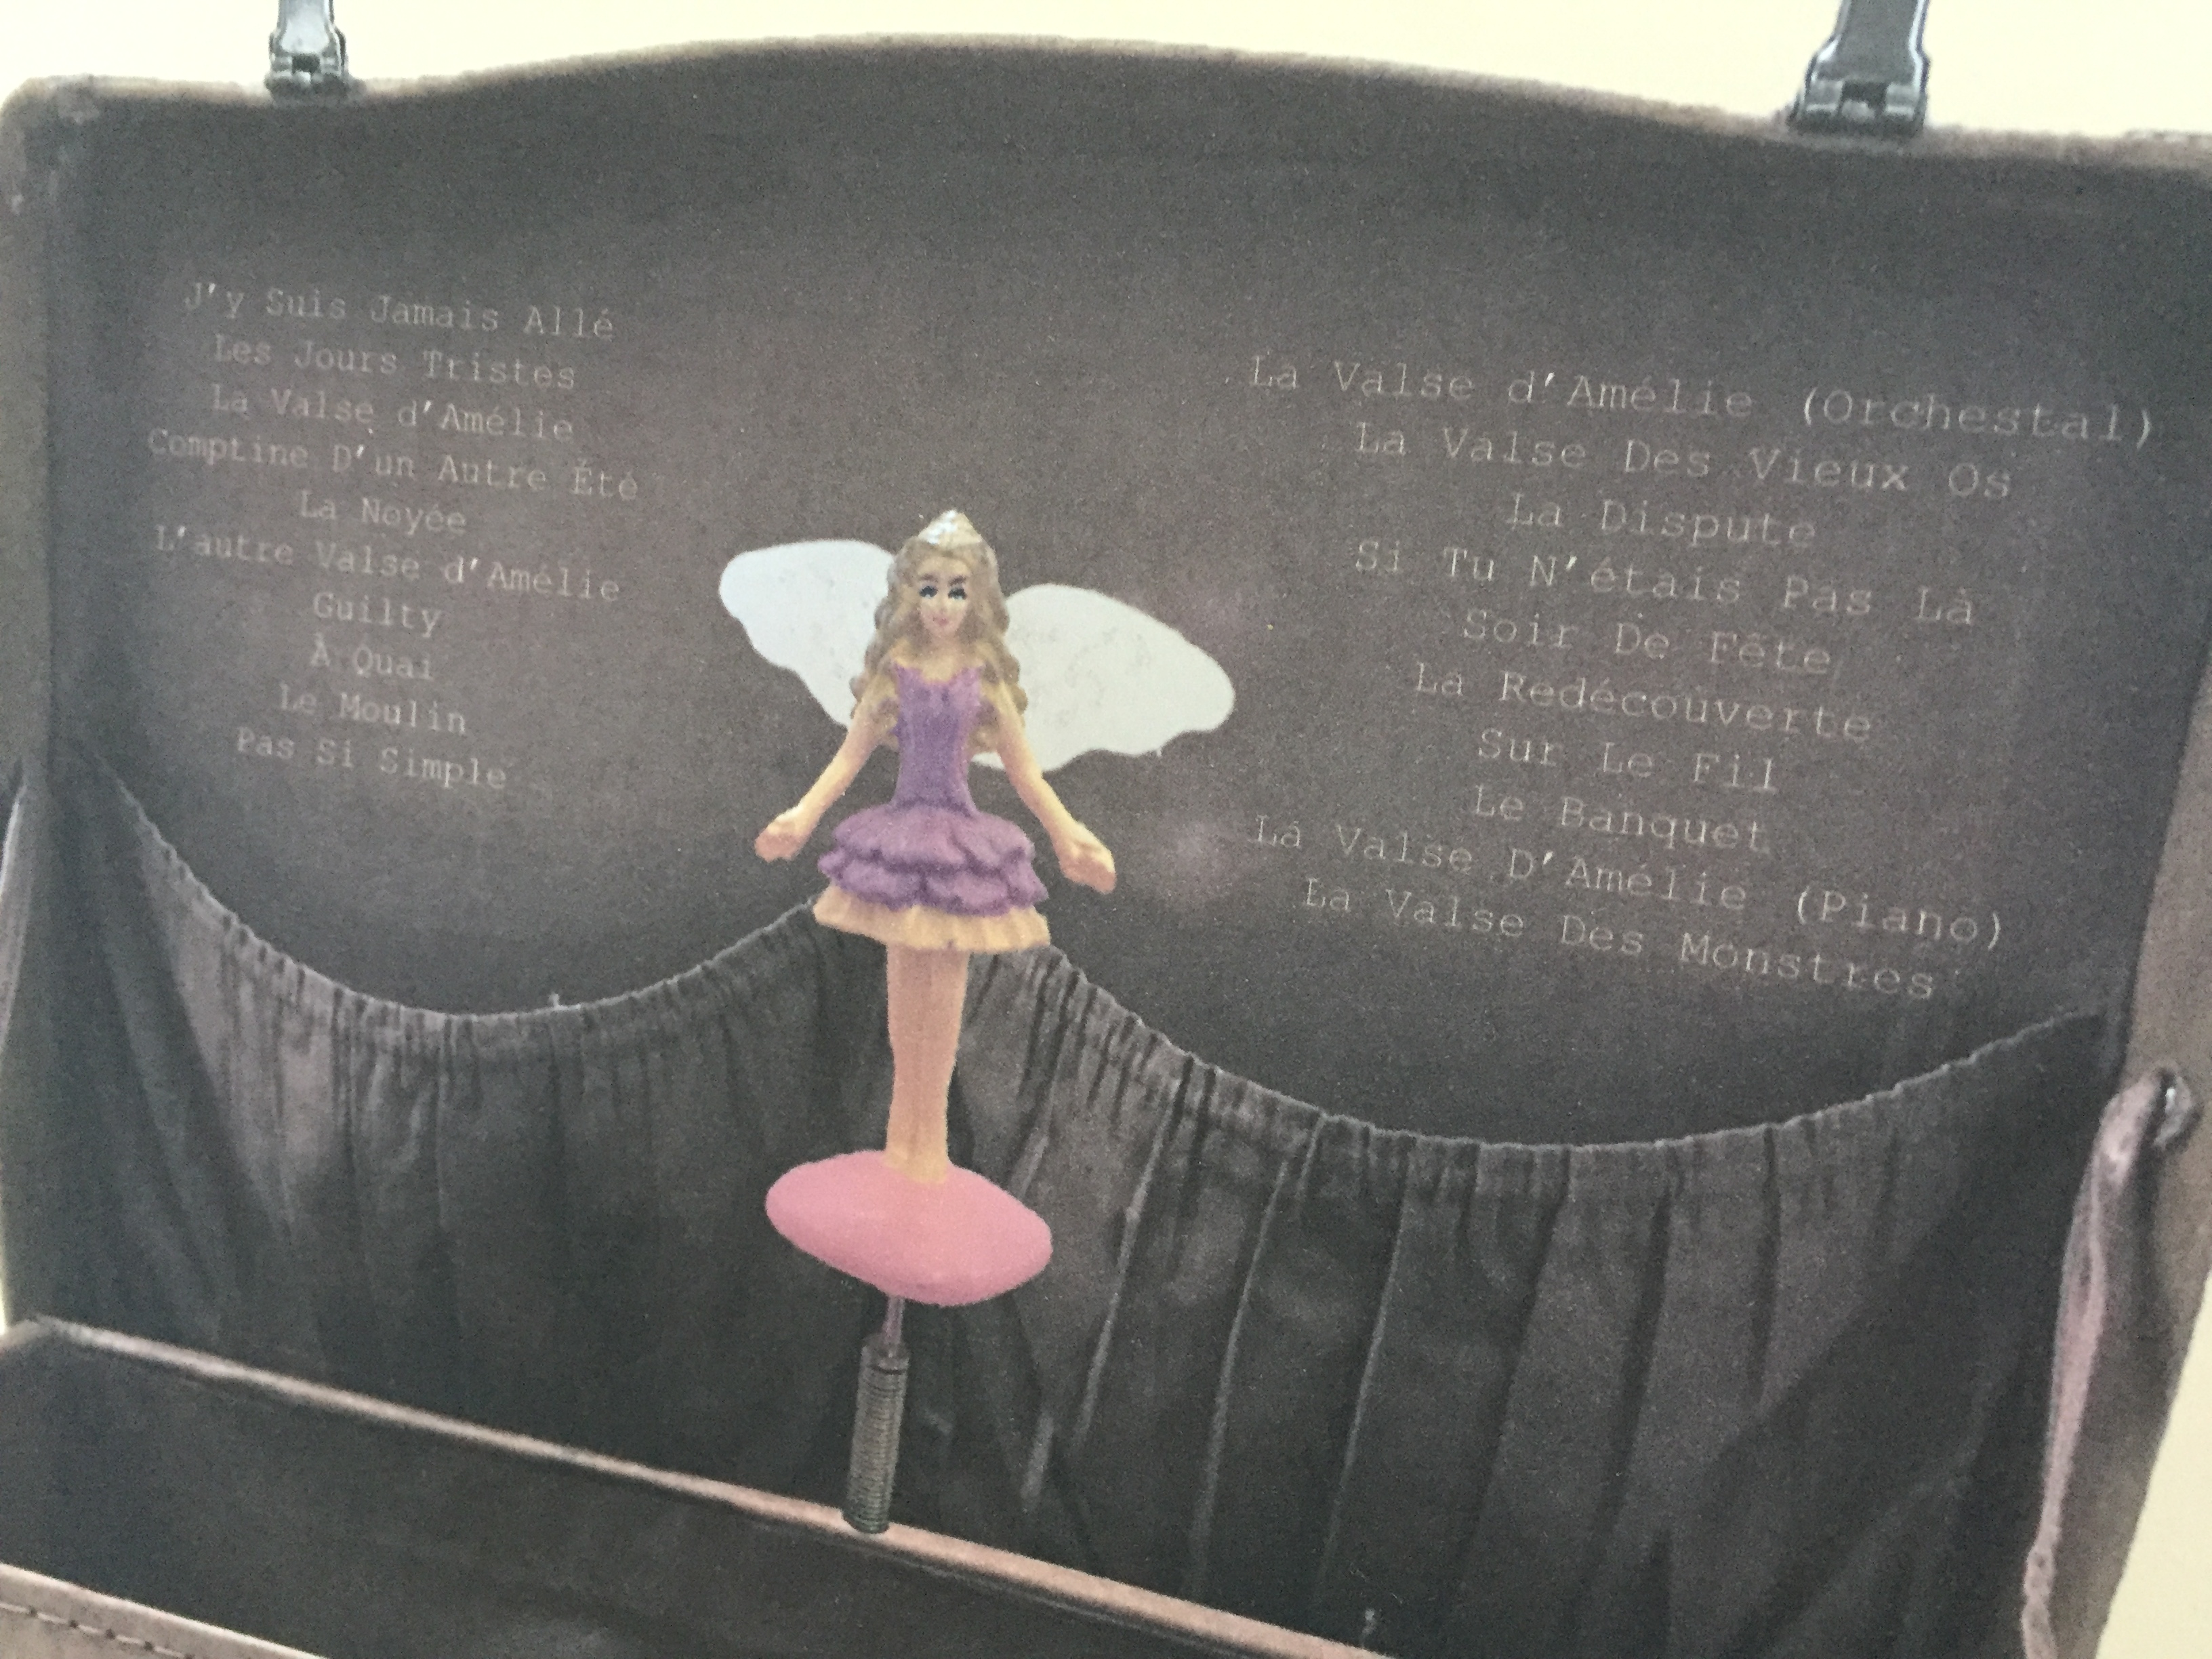 J'y Suis Jamais Allé
Les Jours Tristes
La Valse d'Amélie
Comptine D'un Autre Été
La Noyée
L'autre Valse d'Amélie
Guilty
À Quai
Le Moulin
Pas Si Simple
La Valse d'Amélie (Orchestal)
La Valse Des Vieux Os
La Dispute
Si Tu N'étais Pas Là
Soir De Fête
La Redécouverte
Sur Le Fil
Le Banquet
La Valse D'Amélie (Piano)
La Valse Des Monstres